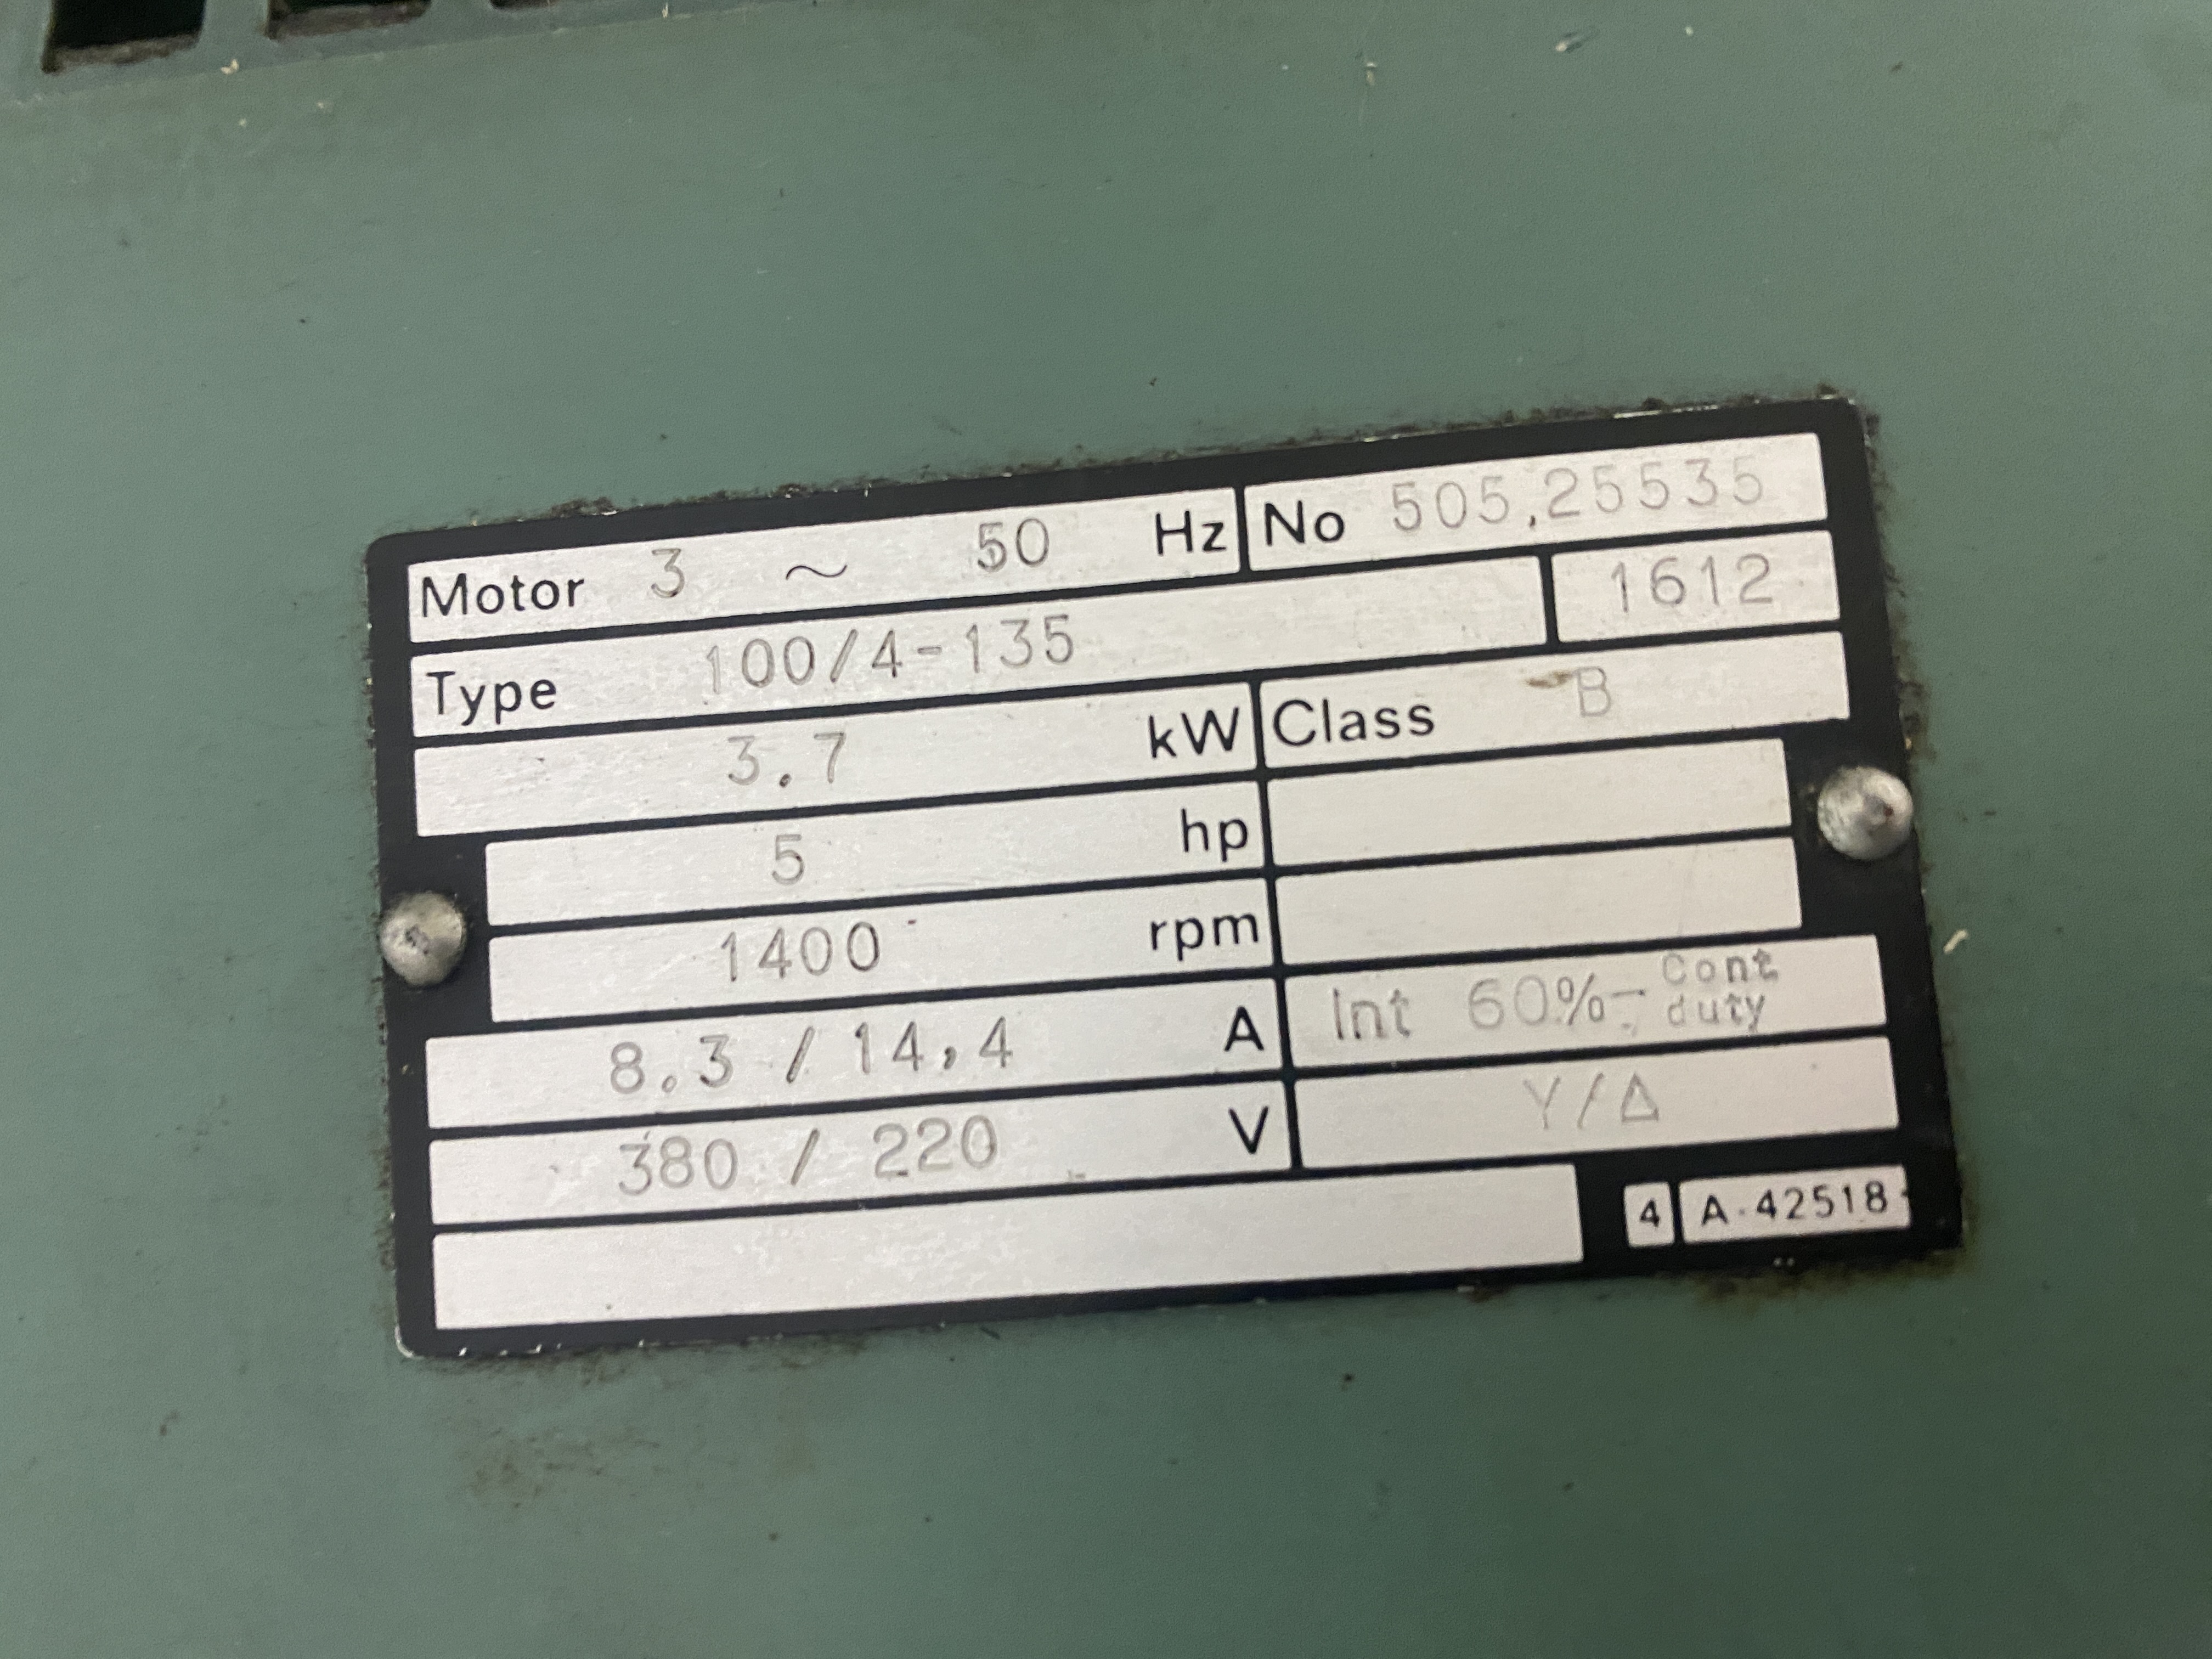 Motor 3 ~ 50 Hz No 505,25535
Type 100/4-135 1612
3.7 kW Class B
5 hp
1400 rpm
8.3 / 14,4 A Int 60%- Cont duty
380 / 220 V Y/Δ
4 A·42518